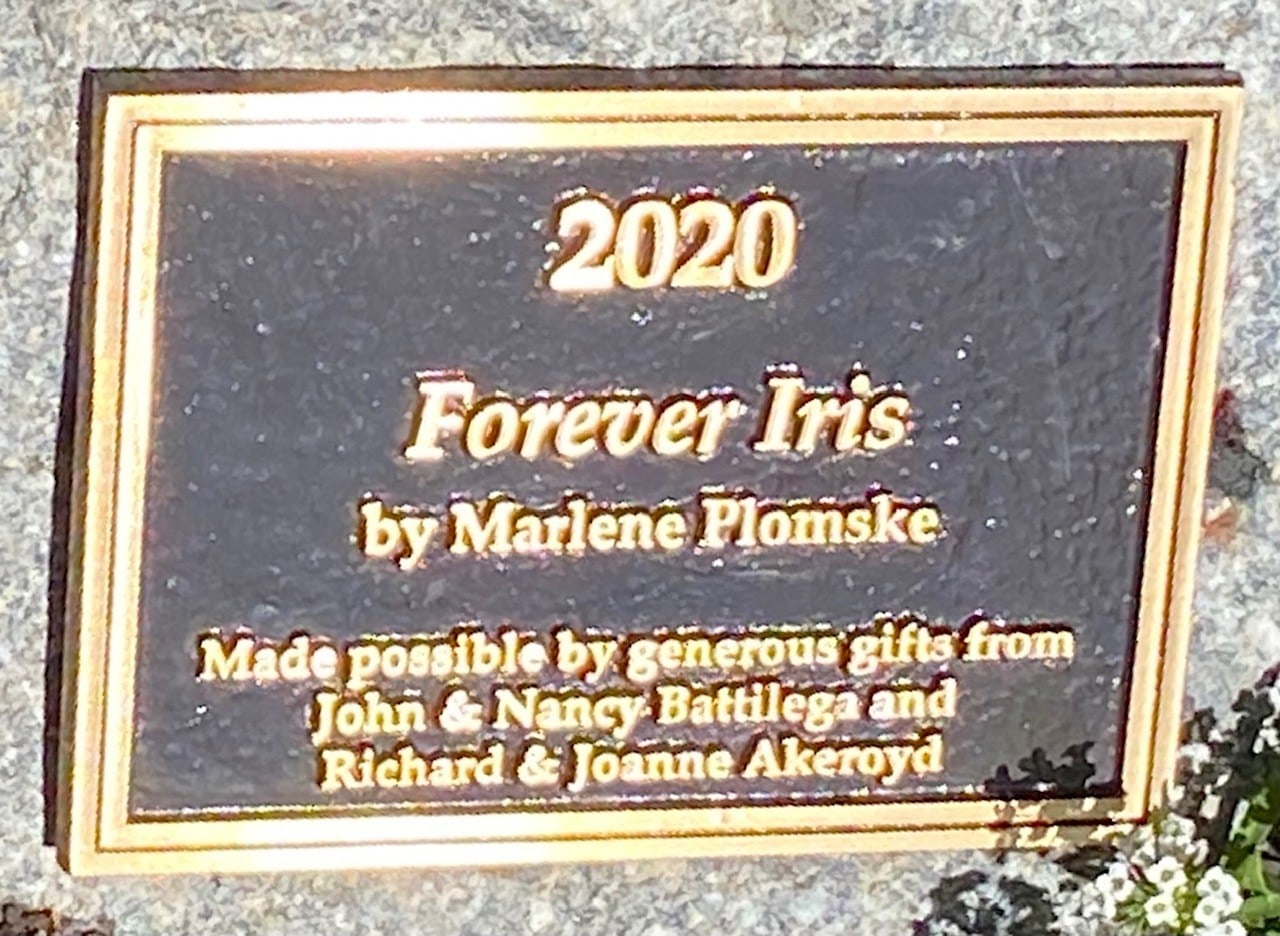 2020
Forever Iris
by Marlene Plomske
Made possible by generous gifts from
John & Nancy Battilega and
Richard & Joanne Akeroyd